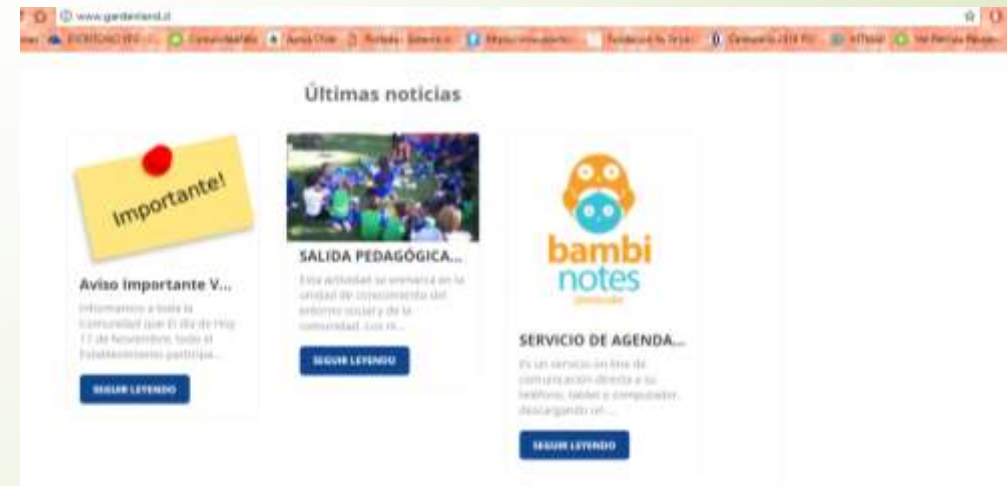 www.gardenland.cl
Últimas noticias
Importante!
Aviso Importante V...
Informamos a toda la
Comunidad que El día de Hoy
17 de Noviembre, todo el
Establecimiento participa...
SEGUIR LEYENDO
SALIDA PEDAGÓGICA...
Esta actividad se enmarca en la
unidad de conocimiento del
entorno social y de la
comunidad. Los ni...
SEGUIR LEYENDO
bambi
notes
SERVICIO DE AGENDA...
Es un servicio on-line de
comunicación directa a su
teléfono, tablet o computador,
descargando un ...
SEGUIR LEYENDO